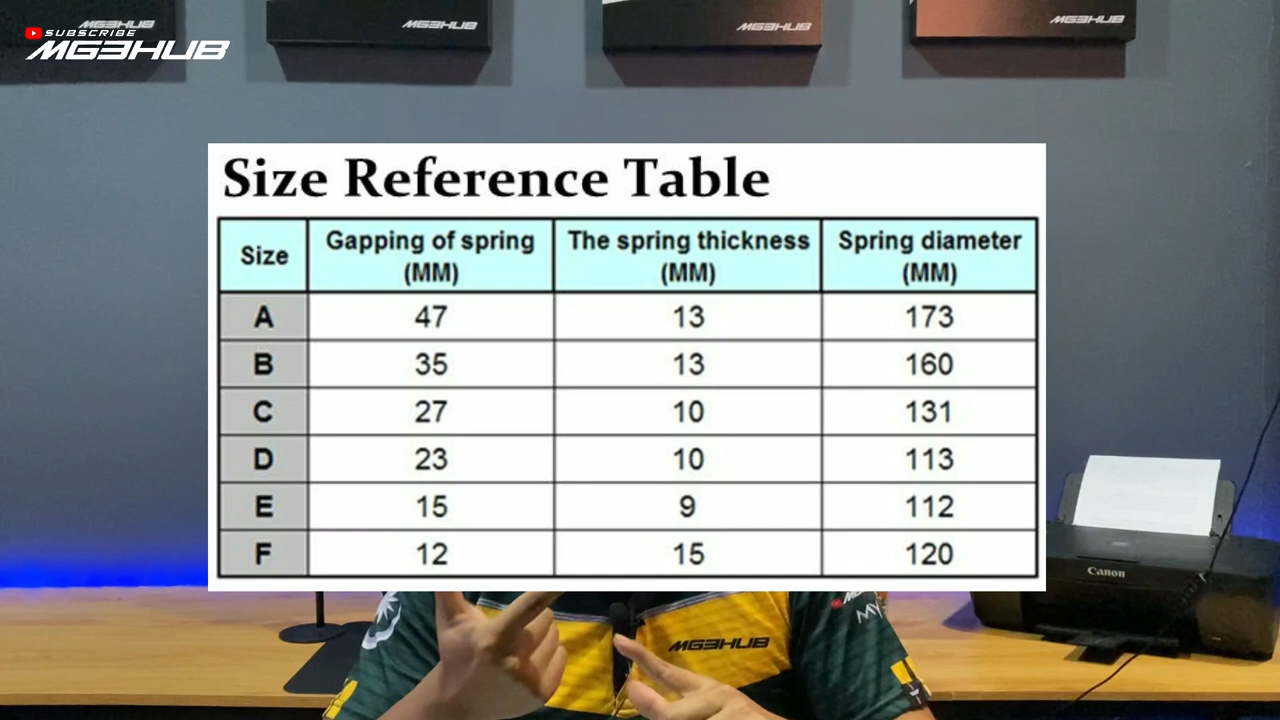 MG3HUB
SUBSCRIBE
MG3HUB
MG3HUB
MG3HUB
MG3HUB
Size Reference Table
Size Gapping of spring (MM) The spring thickness (MM) Spring diameter (MM)
A 47 13 173
B 35 13 160
C 27 10 131
D 23 10 113
E 15 9 112
F 12 15 120
Canon
MG3HUB